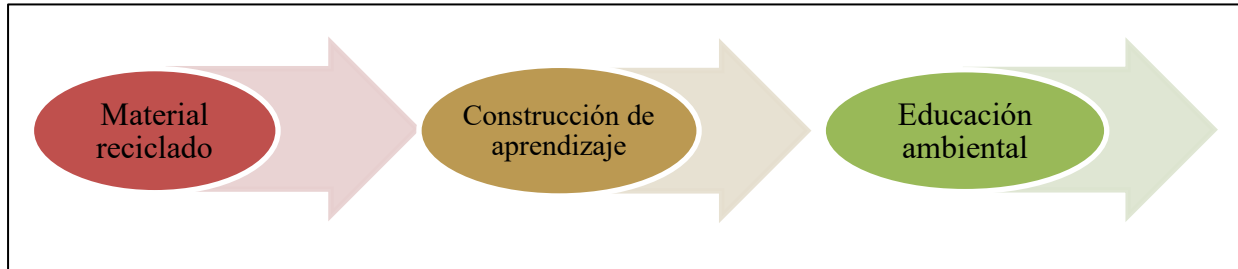 Material
reciclado
Construcción de
aprendizaje
Educación
ambiental